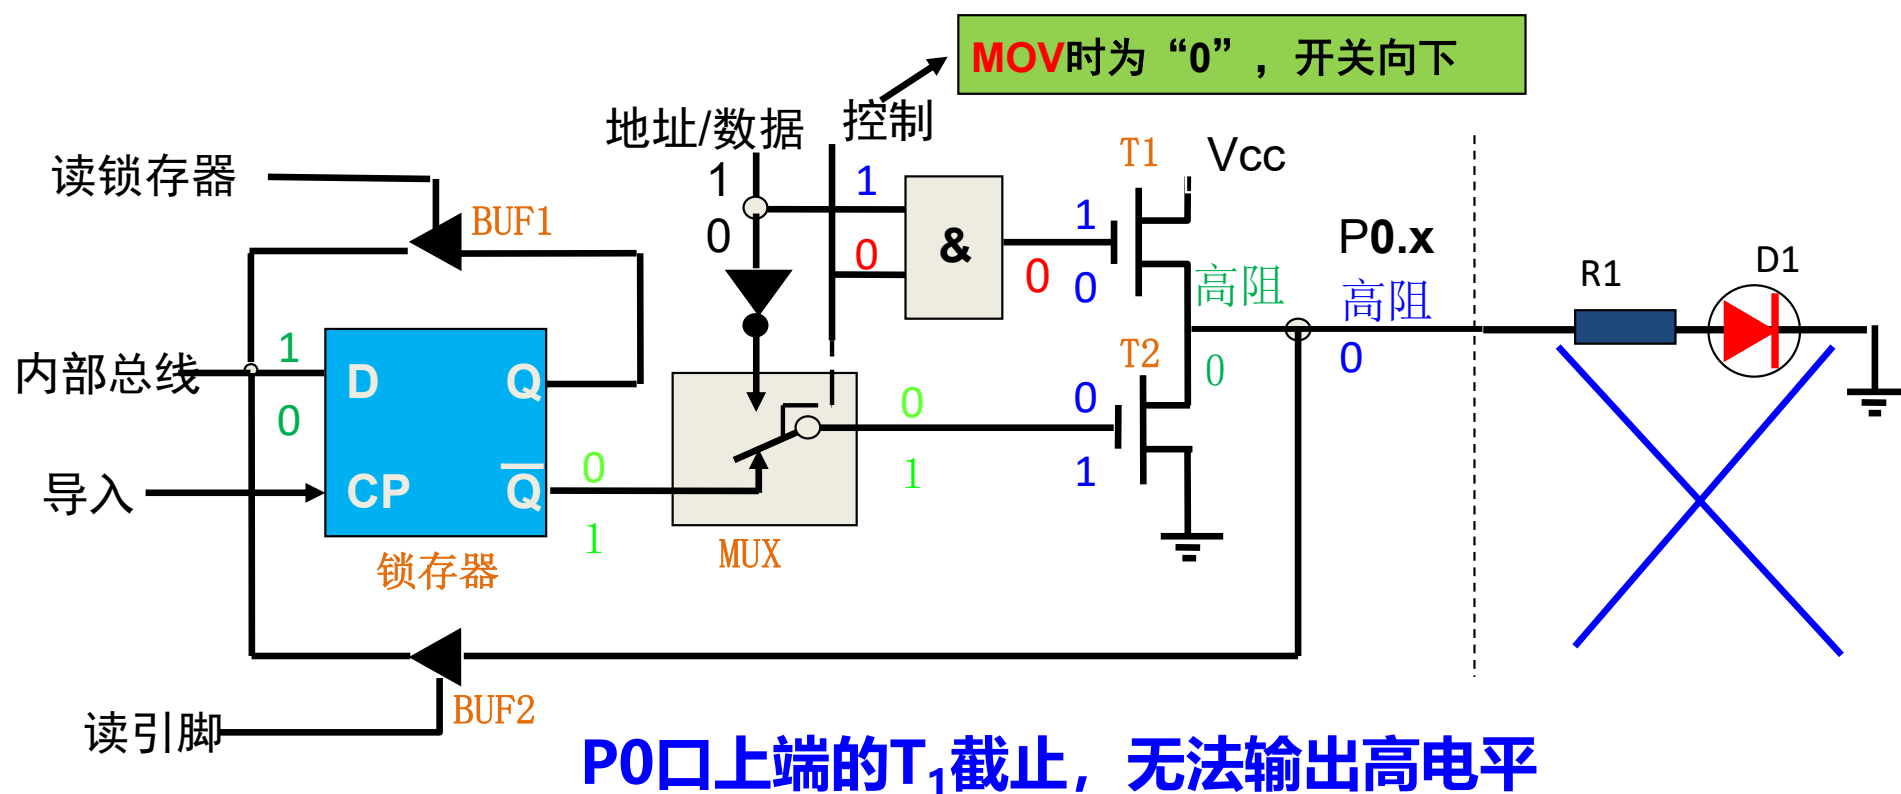 MOV时为“0”，开关向下
地址/数据
控制
T1
Vcc
读锁存器
1
1
BUF1
0
1
P0.x
&
0
0
0
高阻
高阻
R1
D1
内部总线
1
D
Q
T2
0
0
0
0
0
导入
CP
Q
0
1
1
1
锁存器
MUX
BUF2
读引脚
P0口上端的T1截止，无法输出高电平